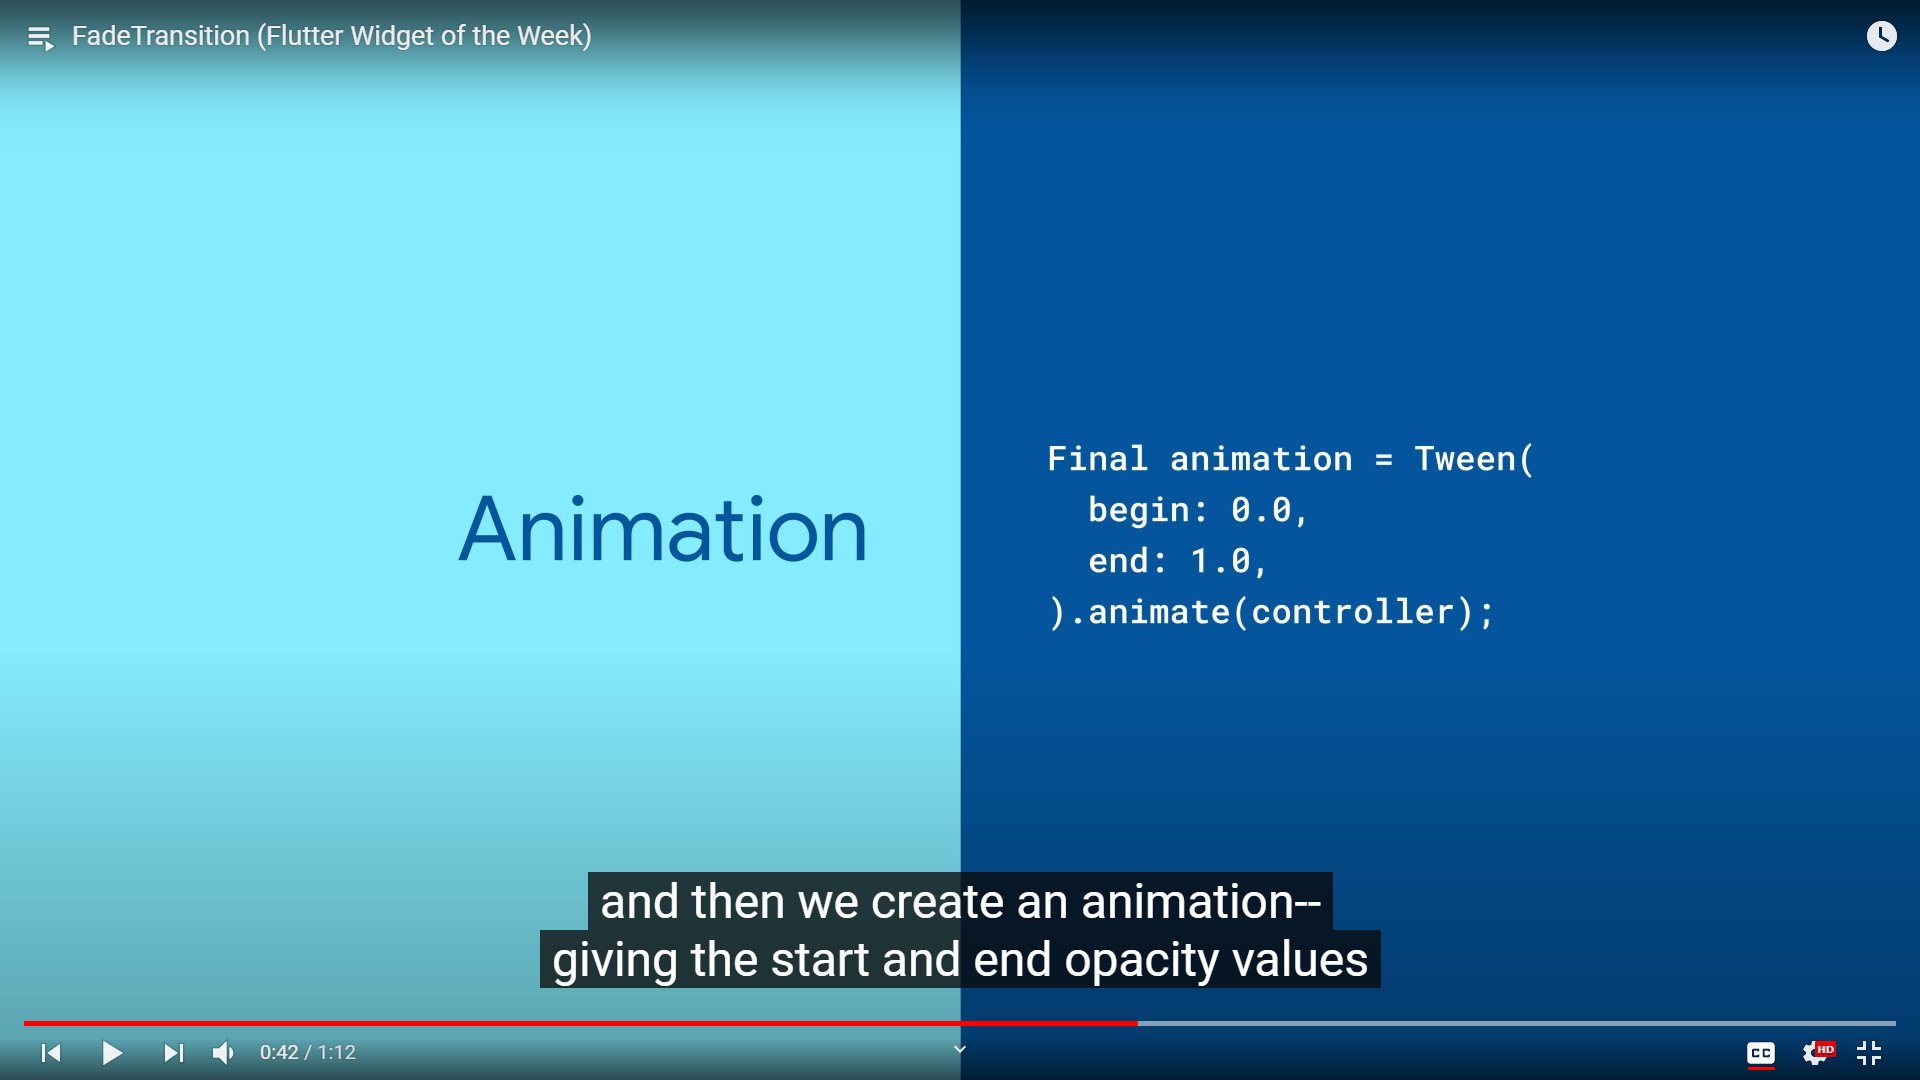 FadeTransition (Flutter Widget of the Week)
Animation
Final animation = Tween(
begin: 0.0,
end: 1.0,
).animate(controller);
and then we create an animation--
giving the start and end opacity values
0:42 / 1:12
CC
HD